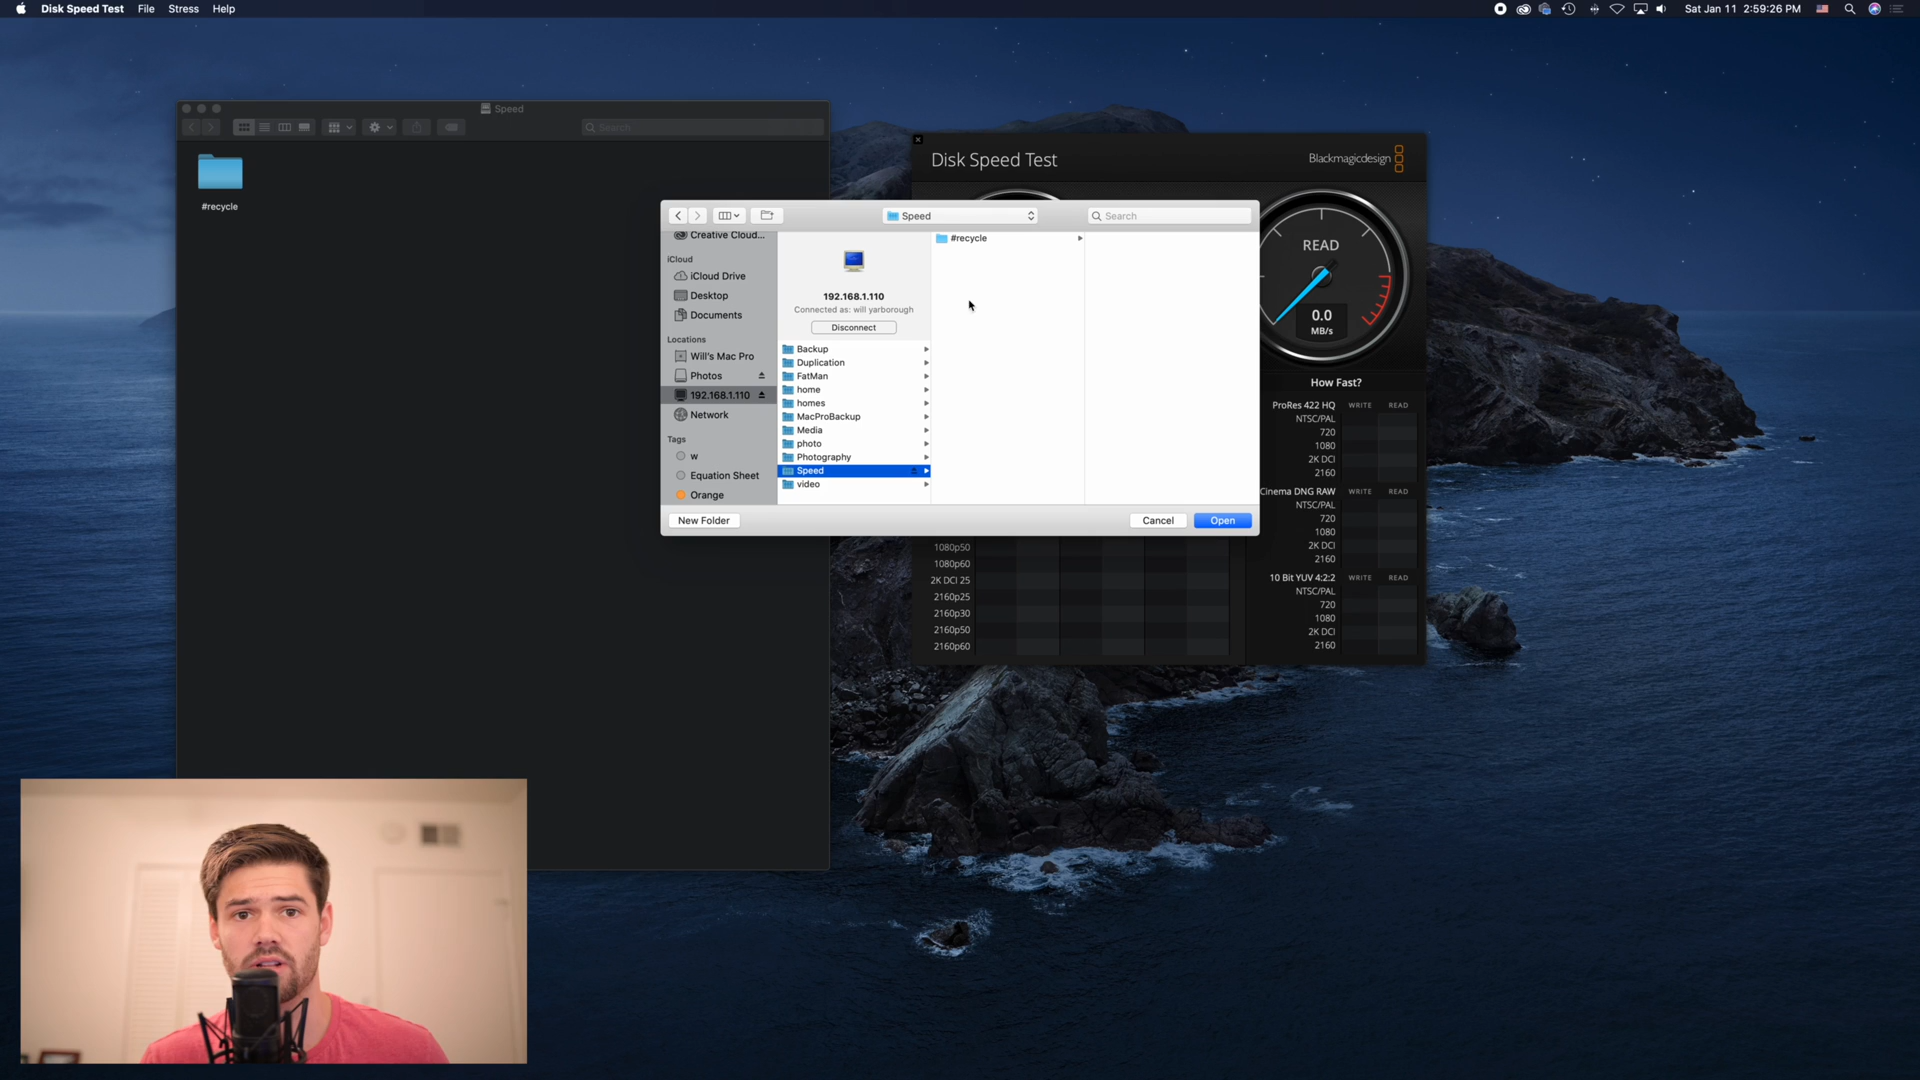 Disk Speed Test File Stress Help
Sat Jan 11 2:59:26 PM
Speed
Search
#recycle
Disk Speed Test
Blackmagicdesign
Speed
Search
Creative Cloud...
iCloud
iCloud Drive
Desktop
Documents
Locations
Will's Mac Pro
Photos
192.168.1.110
Network
Tags
w
Equation Sheet
Orange
192.168.1.110
Connected as: will yarborough
Disconnect
Backup
Duplication
FatMan
home
homes
MacProBackup
Media
photo
Photography
Speed
video
#recycle
New Folder
Cancel
Open
READ
0.0
MB/s
How Fast?
ProRes 422 HQ WRITE READ
NTSC/PAL
720
1080
2K DCI
2160
Cinema DNG RAW WRITE READ
NTSC/PAL
720
1080
2K DCI
2160
10 Bit YUV 4:2:2 WRITE READ
NTSC/PAL
720
1080
2K DCI
2160
1080p50
1080p60
2K DCI 25
2160p25
2160p30
2160p50
2160p60